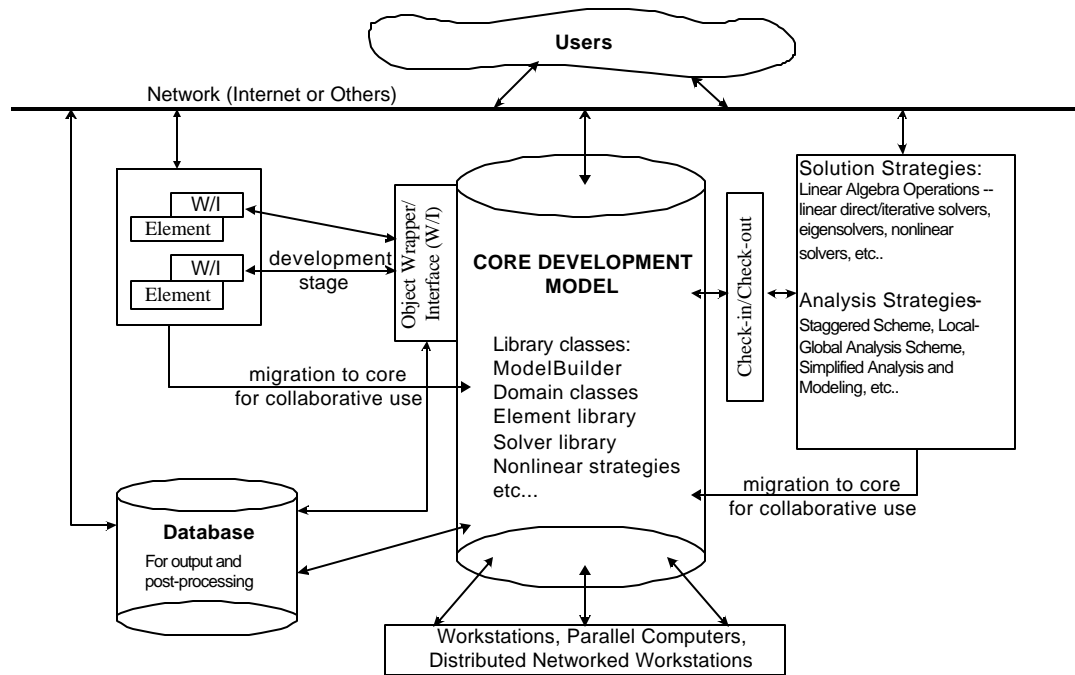 Users
Network (Internet or Others)
W/I
Element
W/I
Element
development
stage
Object Wrapper/
Interface (W/I)
migration to core
for collaborative use
CORE DEVELOPMENT
MODEL
Library classes:
ModelBuilder
Domain classes
Element library
Solver library
Nonlinear strategies
etc...
Check-in/Check-out
Solution Strategies:
Linear Algebra Operations --
linear direct/iterative solvers,
eigensolvers, nonlinear
solvers, etc..
Analysis Strategies-
Staggered Scheme, Local-
Global Analysis Scheme,
Simplified Analysis and
Modeling, etc..
migration to core
for collaborative use
Database
For output and
post-processing
Workstations, Parallel Computers,
Distributed Networked Workstations